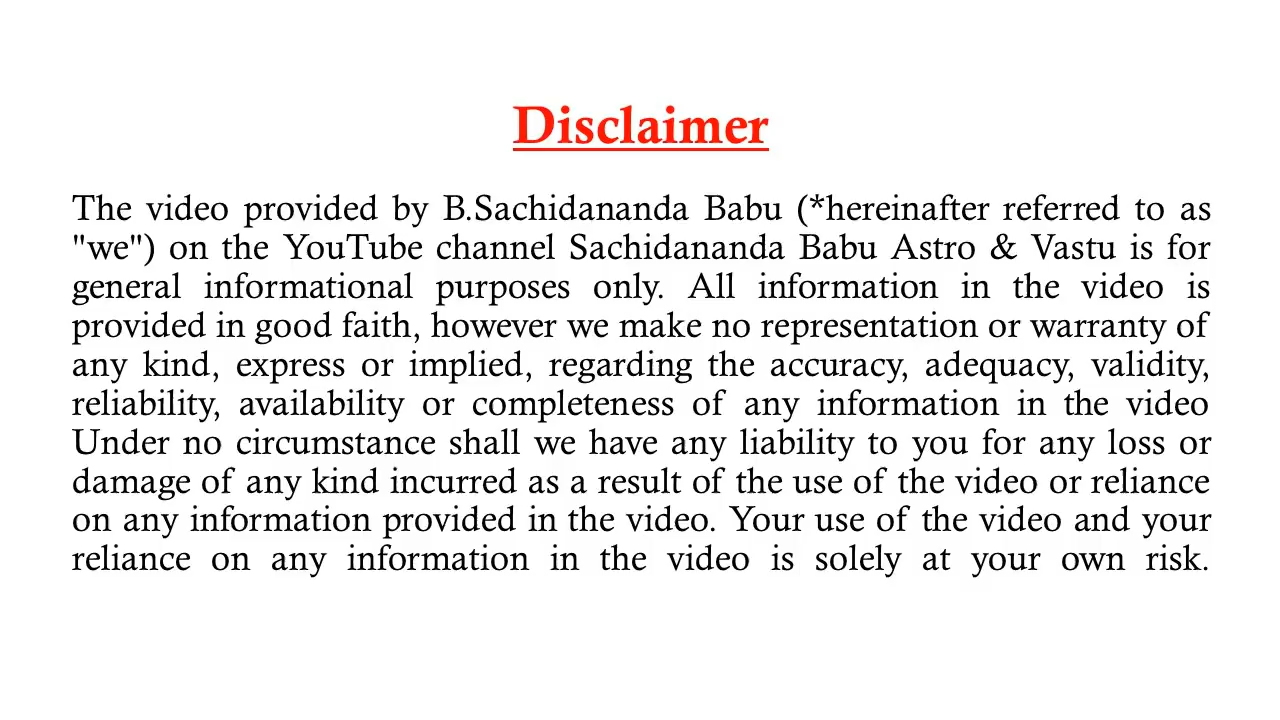 Disclaimer
The video provided by B.Sachidananda Babu (*hereinafter referred to as
"we") on the YouTube channel Sachidananda Babu Astro & Vastu is for
general informational purposes only. All information in the video is
provided in good faith, however we make no representation or warranty of
any kind, express or implied, regarding the accuracy, adequacy, validity,
reliability, availability or completeness of any information in the video
Under no circumstance shall we have any liability to you for any loss or
damage of any kind incurred as a result of the use of the video or reliance
on any information provided in the video. Your use of the video and your
reliance on any information in the video is solely at your own risk.